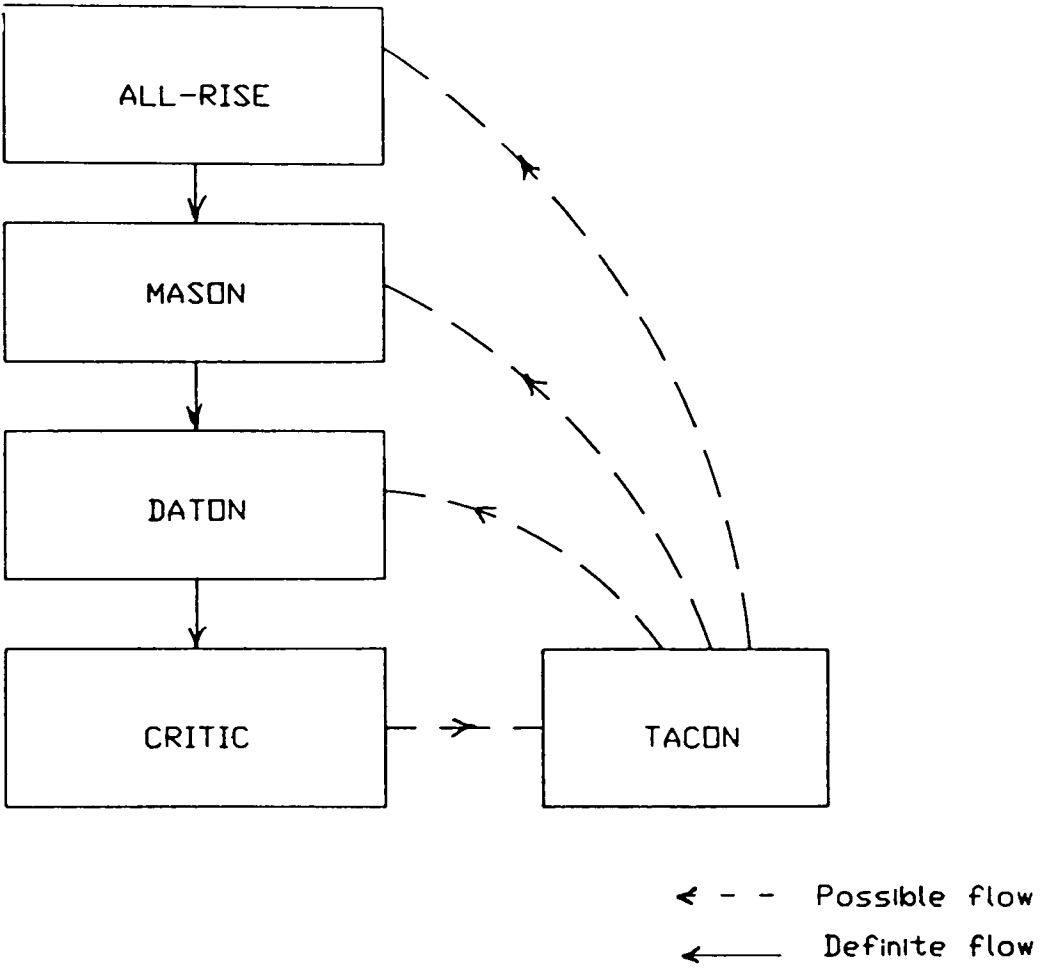 ALL-RISE
MASON
DATON
CRITIC
TACON
Possible flow
Definite flow